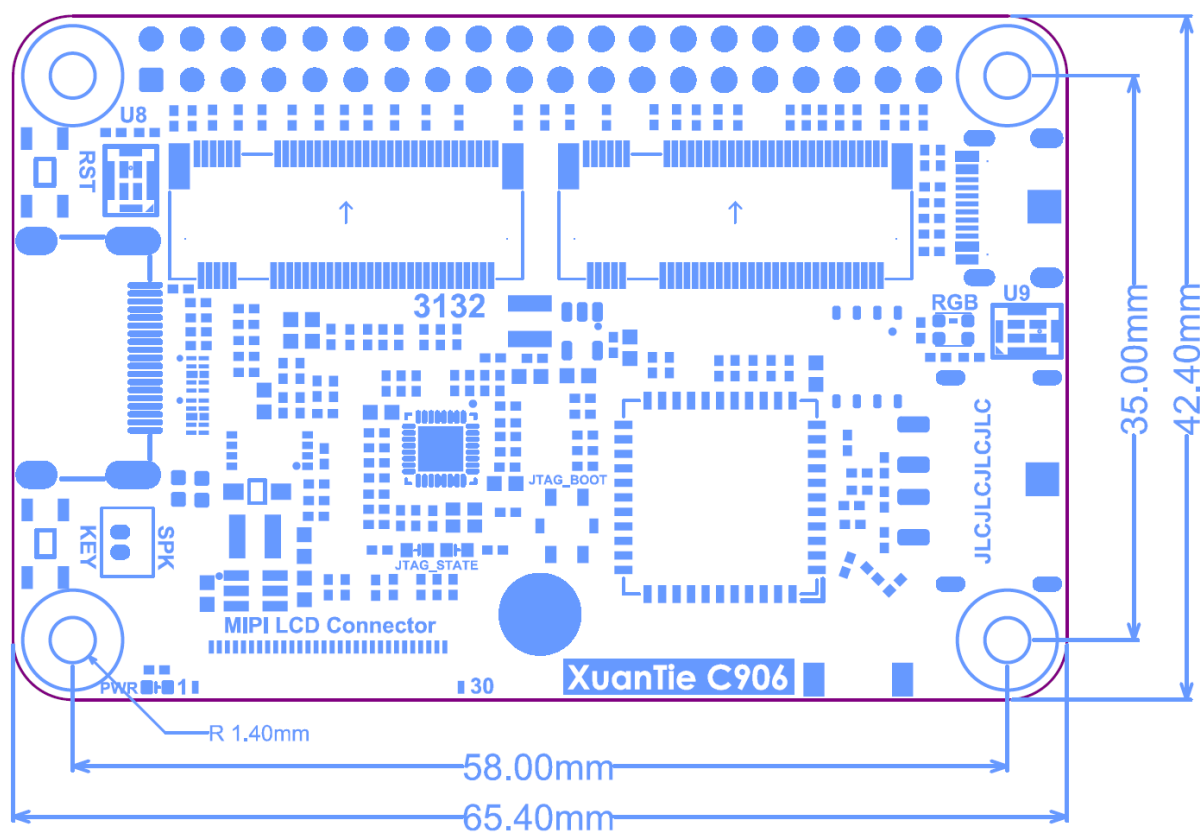 U8
RST
3132
RGB
U9
35.00mm
42.40mm
JLCJLCJLCJLC
JTAG_BOOT
KEY
SPK
JTAG_STATE
MIPI LCD Connector
XuanTie C906
PWR
1
30
R 1.40mm
58.00mm
65.40mm